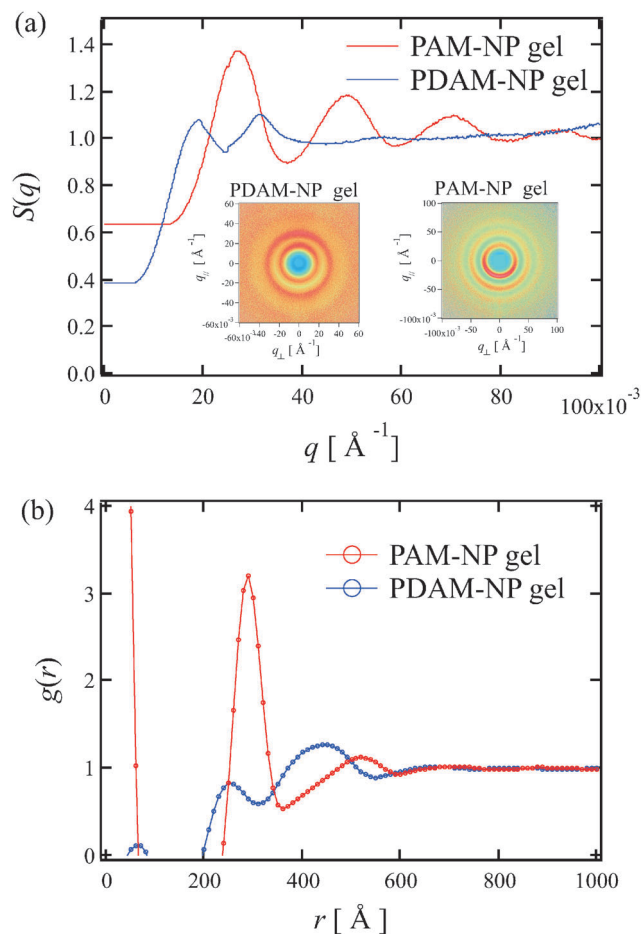 (a)
PAM-NP gel
PDAM-NP gel
1.4
1.2
1.0
0.8
0.6
0.4
0.2
0.0
S(q)
PDAM-NP gel
60
40
20
0
-20
-40
-60x10⁻³
q// [ Å⁻¹]
-60x10⁻³ -40 -20 0 20 40 60
q⊥ [ Å⁻¹]
PAM-NP gel
100
50
0
-50
-100x10⁻³
q// [ Å⁻¹]
-100x10⁻³ -50 0 50 100
q⊥ [ Å⁻¹]
0 20 40 60 80 100x10⁻³
q [ Å ⁻¹]
(b)
PAM-NP gel
PDAM-NP gel
4
3
2
1
0
g(r)
0 200 400 600 800 1000
r [ Å ]